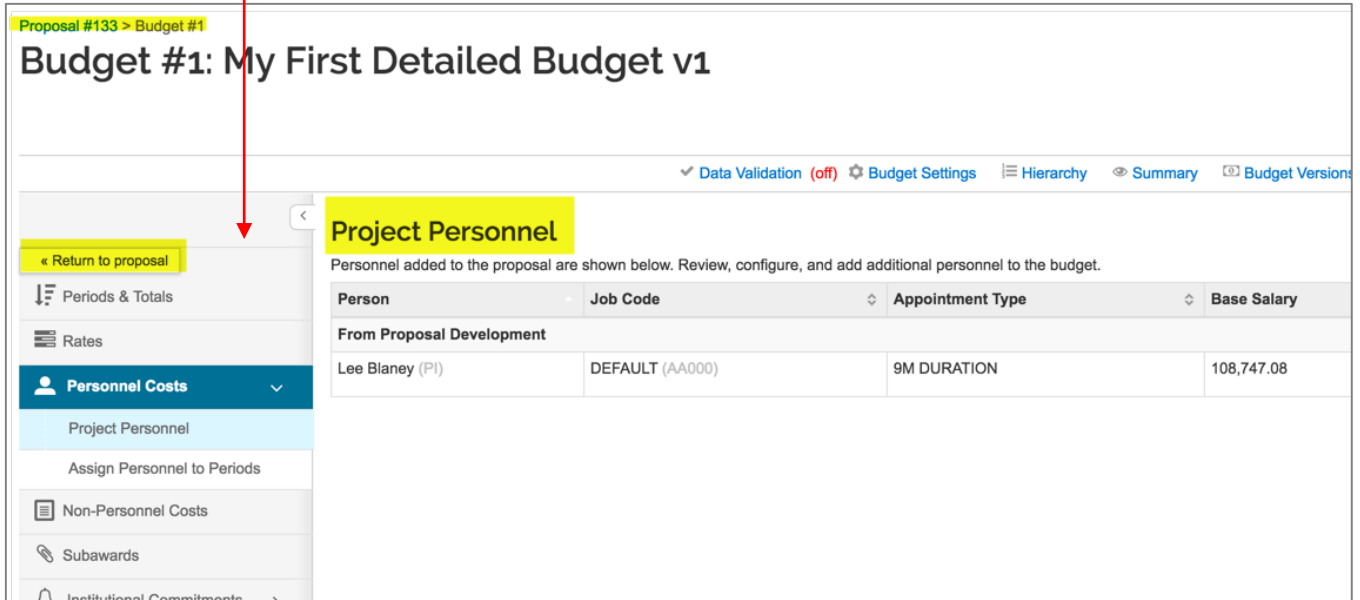 Proposal #133 > Budget #1
Budget #1: My First Detailed Budget v1
Data Validation (off) Budget Settings Hierarchy Summary Budget Versions
« Return to proposal
Periods & Totals
Rates
Personnel Costs
Project Personnel
Assign Personnel to Periods
Non-Personnel Costs
Subawards
Institutional Commitments
Project Personnel
Personnel added to the proposal are shown below. Review, configure, and add additional personnel to the budget.
Person Job Code Appointment Type Base Salary
From Proposal Development
Lee Blaney (PI) DEFAULT (AA000) 9M DURATION 108,747.08